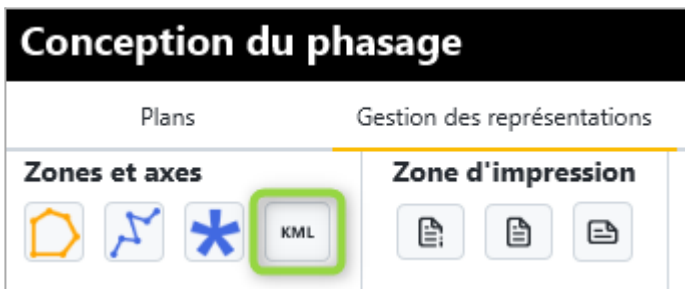 Conception du phasage
Plans
Gestion des représentations
Zones et axes
Zone d'impression
KML